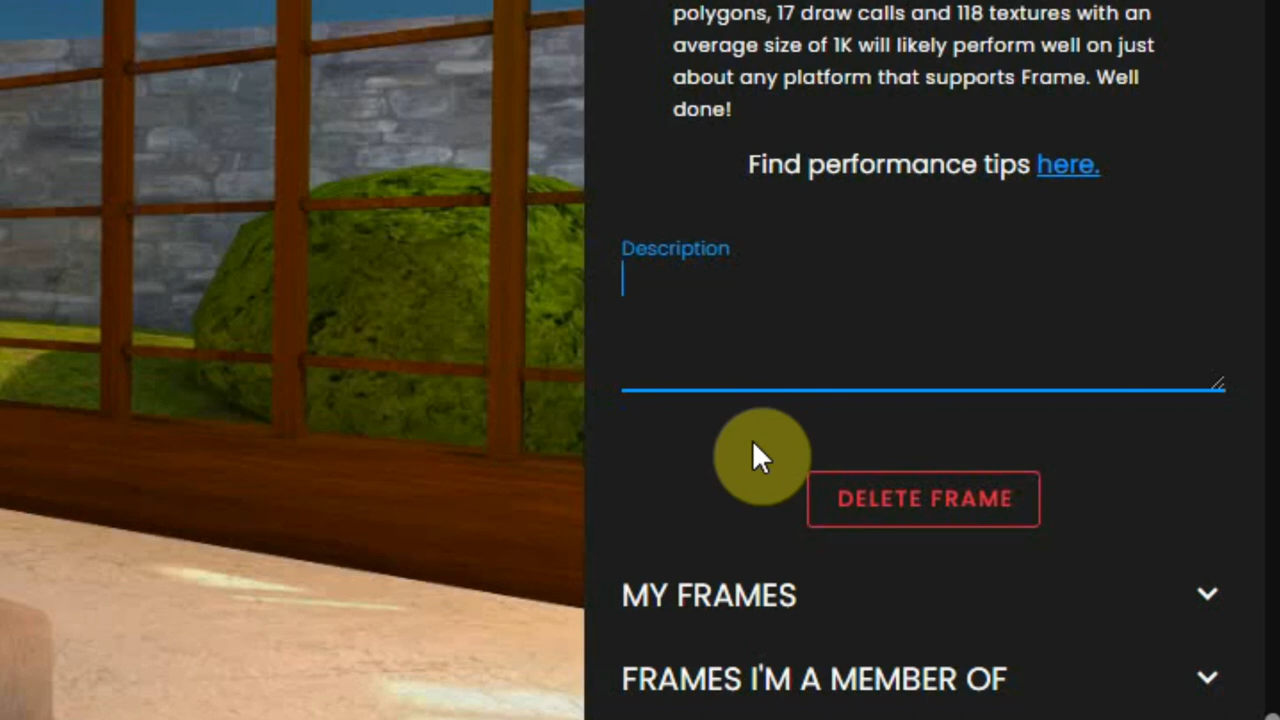 polygons, 17 draw calls and 118 textures with an
average size of 1K will likely perform well on just
about any platform that supports Frame. Well
done!
Find performance tips here.
Description
DELETE FRAME
MY FRAMES
FRAMES I'M A MEMBER OF